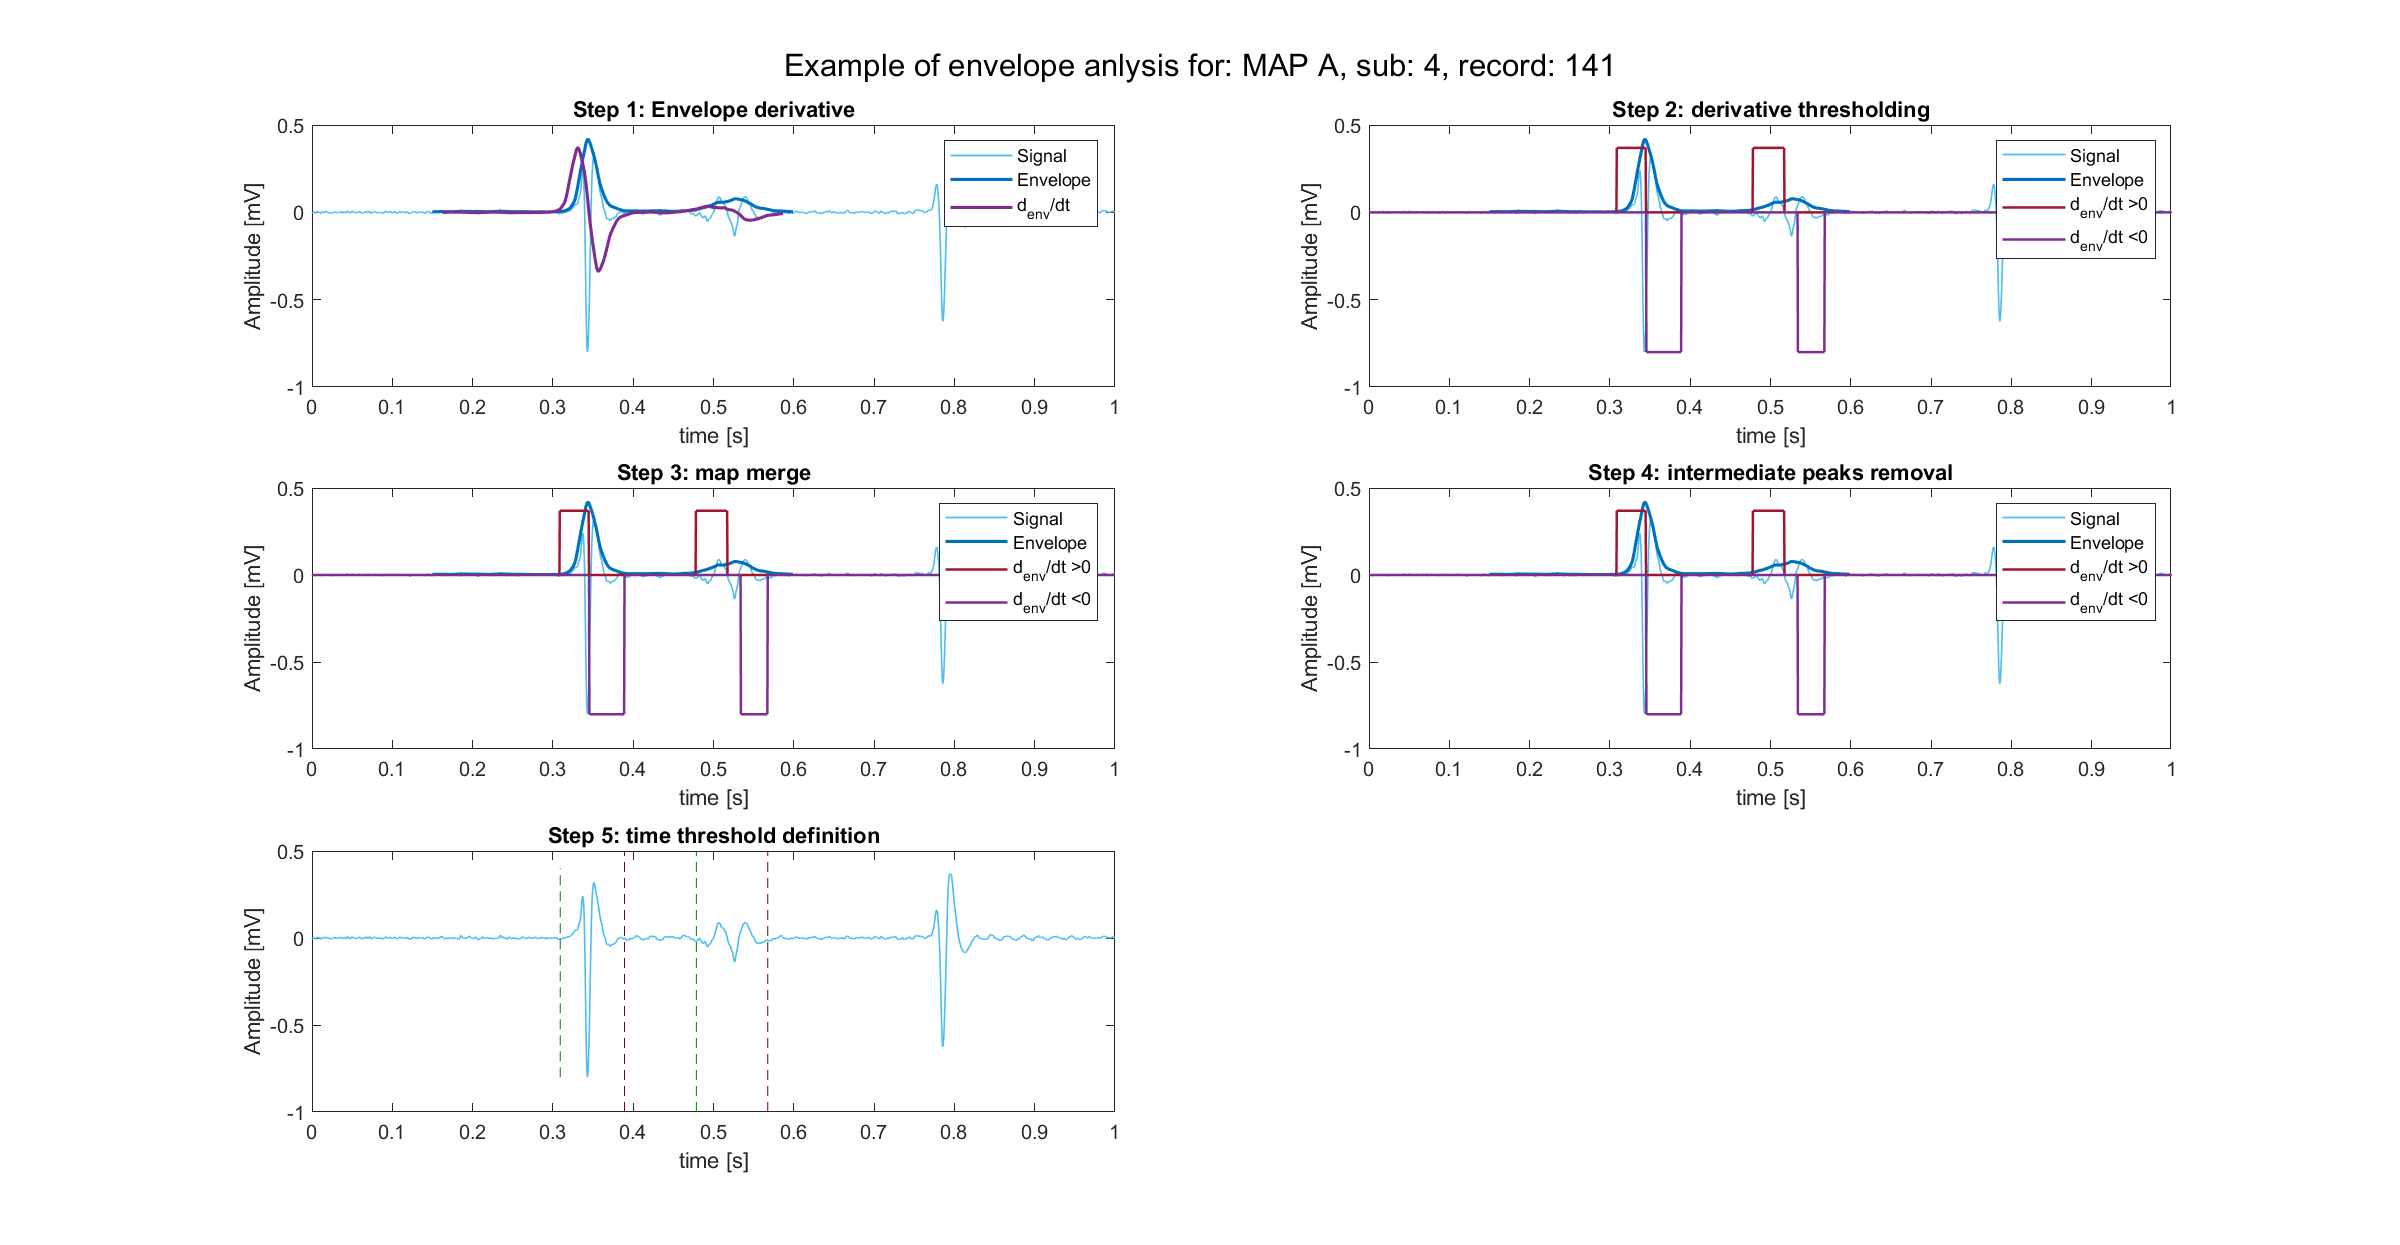 Example of envelope anlysis for: MAP A, sub: 4, record: 141
Step 1: Envelope derivative
0.5
0
-0.5
-1
Amplitude [mV]
0 0.1 0.2 0.3 0.4 0.5 0.6 0.7 0.8 0.9 1
time [s]
Signal
Envelope
d_env/dt
Step 2: derivative thresholding
0.5
0
-0.5
-1
Amplitude [mV]
0 0.1 0.2 0.3 0.4 0.5 0.6 0.7 0.8 0.9 1
time [s]
Signal
Envelope
d_env/dt >0
d_env/dt <0
Step 3: map merge
0.5
0
-0.5
-1
Amplitude [mV]
0 0.1 0.2 0.3 0.4 0.5 0.6 0.7 0.8 0.9 1
time [s]
Signal
Envelope
d_env/dt >0
d_env/dt <0
Step 4: intermediate peaks removal
0.5
0
-0.5
-1
Amplitude [mV]
0 0.1 0.2 0.3 0.4 0.5 0.6 0.7 0.8 0.9 1
time [s]
Signal
Envelope
d_env/dt >0
d_env/dt <0
Step 5: time threshold definition
0.5
0
-0.5
-1
Amplitude [mV]
0 0.1 0.2 0.3 0.4 0.5 0.6 0.7 0.8 0.9 1
time [s]